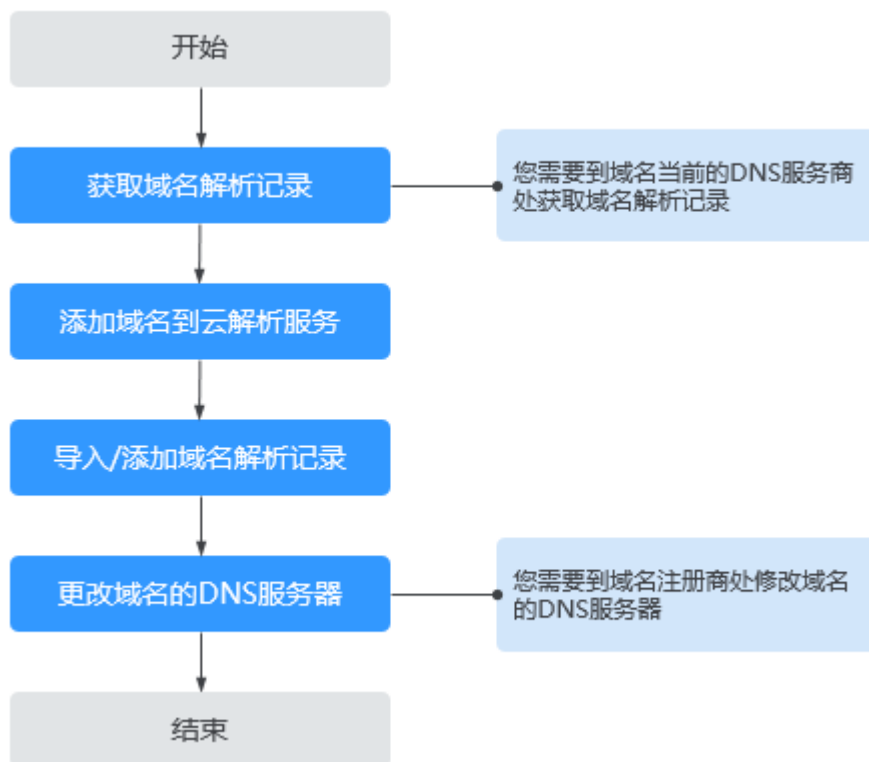 开始
获取域名解析记录
您需要到域名当前的DNS服务商
处获取域名解析记录
添加域名到云解析服务
导入/添加域名解析记录
更改域名的DNS服务器
您需要到域名注册商处修改域名
的DNS服务器
结束